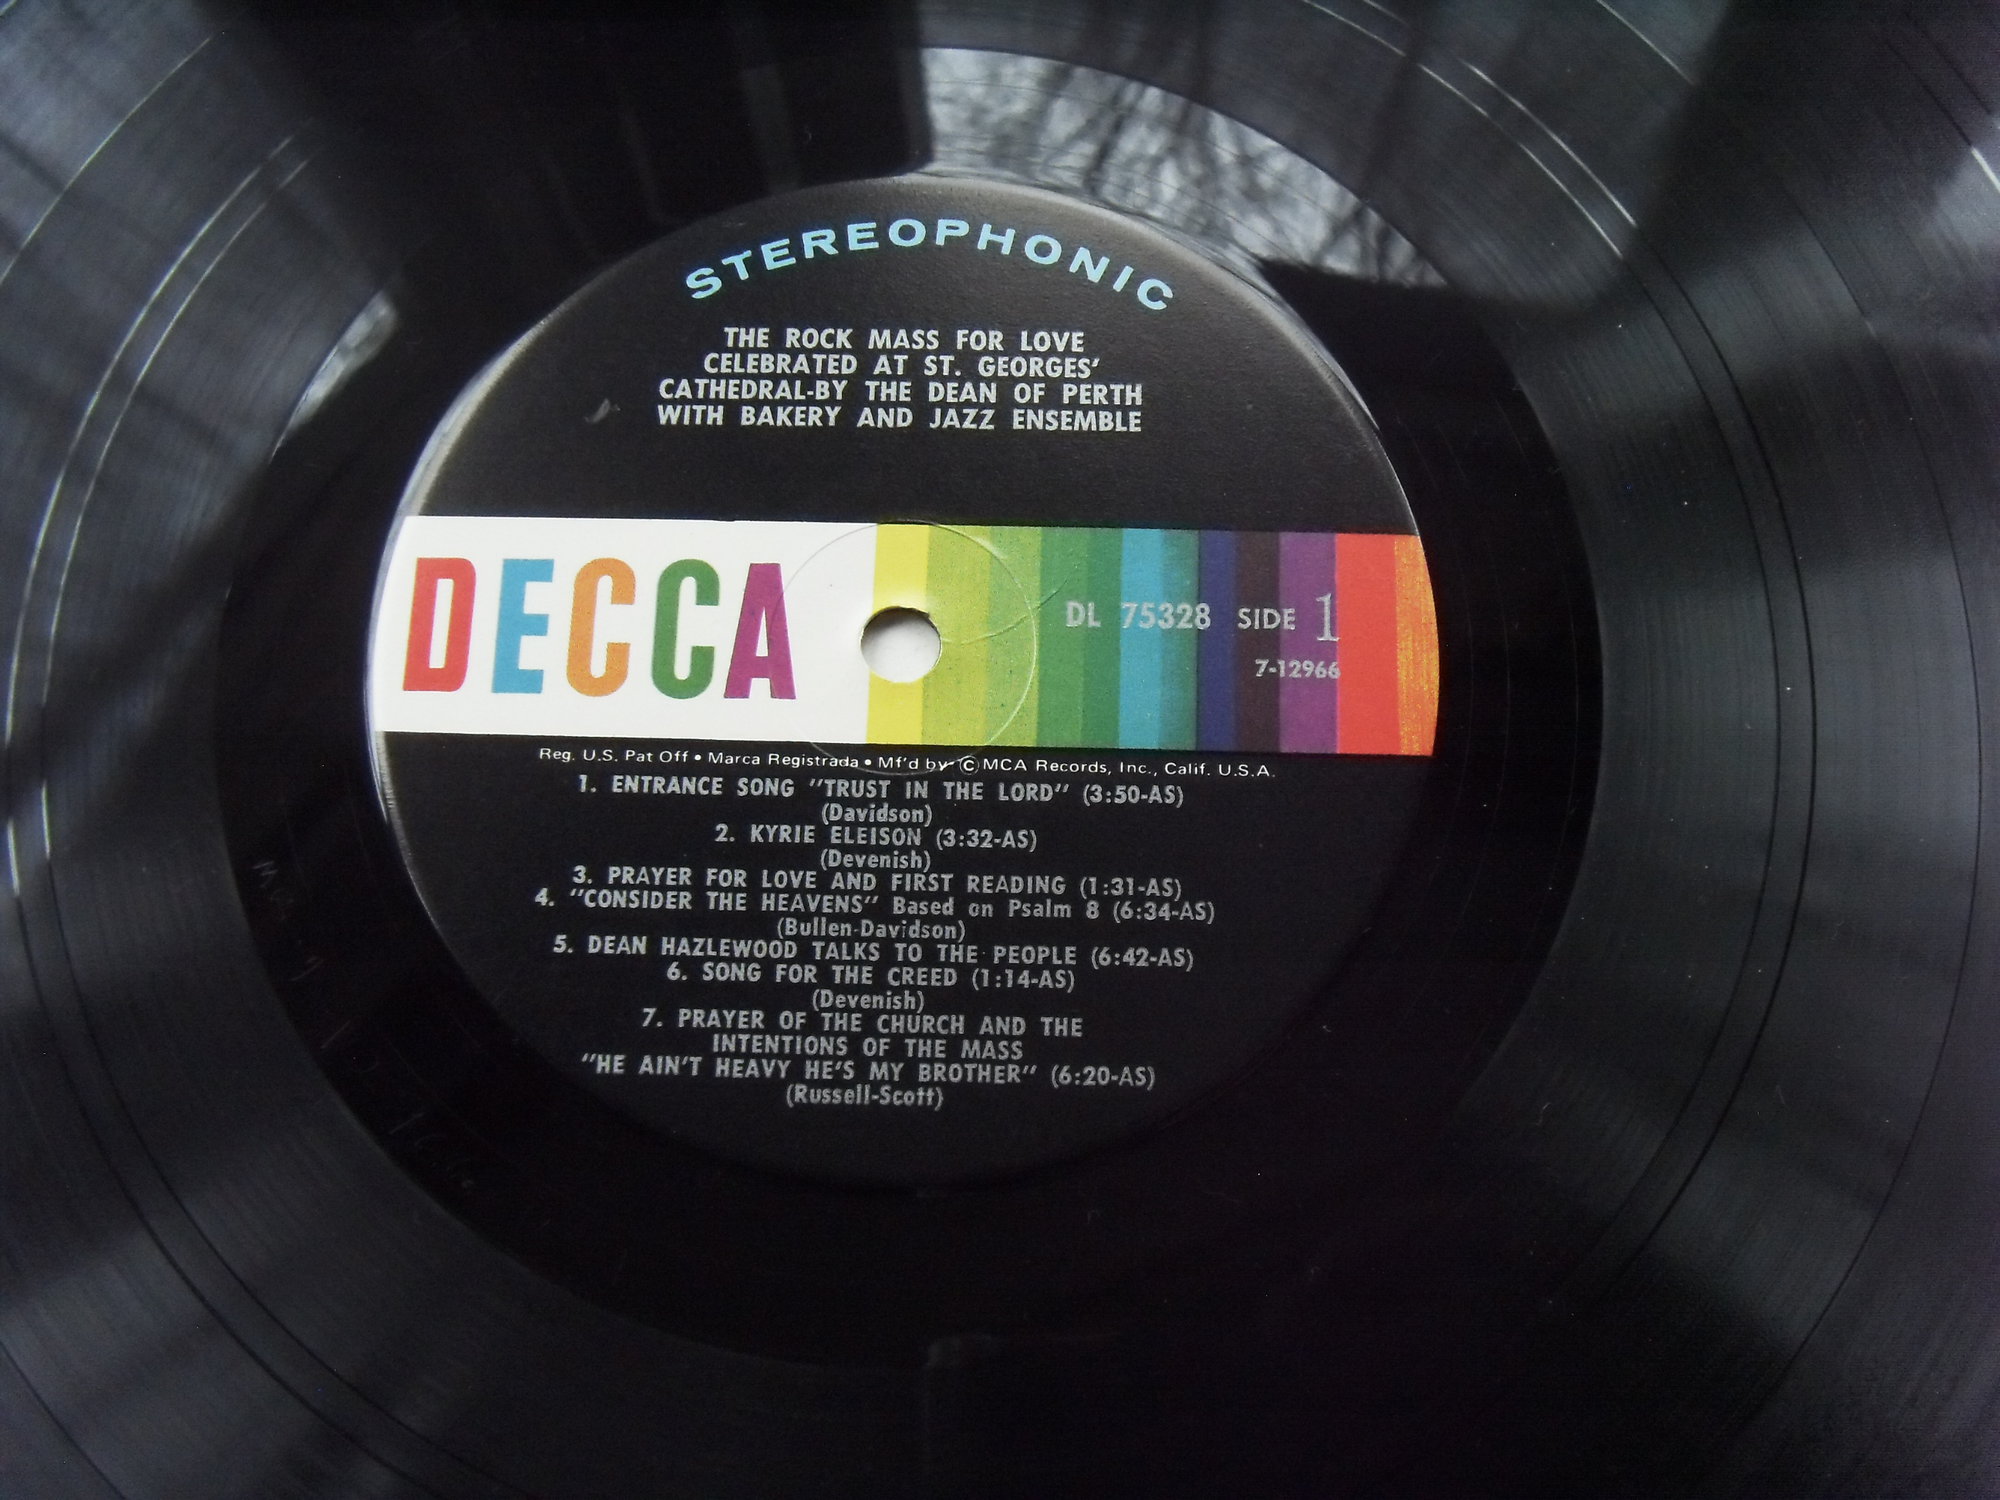 STEREOPHONIC
THE ROCK MASS FOR LOVE
CELEBRATED AT ST. GEORGES'
CATHEDRAL-BY THE DEAN OF PERTH
WITH BAKERY AND JAZZ ENSEMBLE
DECCA
DL 75328 SIDE 1
7-12966
Reg. U.S. Pat Off • Marca Registrada • Mf'd by © MCA Records, Inc., Calif. U.S.A.
1. ENTRANCE SONG "TRUST IN THE LORD" (3:50-AS)
(Davidson)
2. KYRIE ELEISON (3:32-AS)
(Devenish)
3. PRAYER FOR LOVE AND FIRST READING (1:31-AS)
4. "CONSIDER THE HEAVENS" Based on Psalm 8 (6:34-AS)
(Bullen-Davidson)
5. DEAN HAZLEWOOD TALKS TO THE PEOPLE (6:42-AS)
6. SONG FOR THE CREED (1:14-AS)
(Devenish)
7. PRAYER OF THE CHURCH AND THE
INTENTIONS OF THE MASS
"HE AIN'T HEAVY HE'S MY BROTHER" (6:20-AS)
(Russell-Scott)